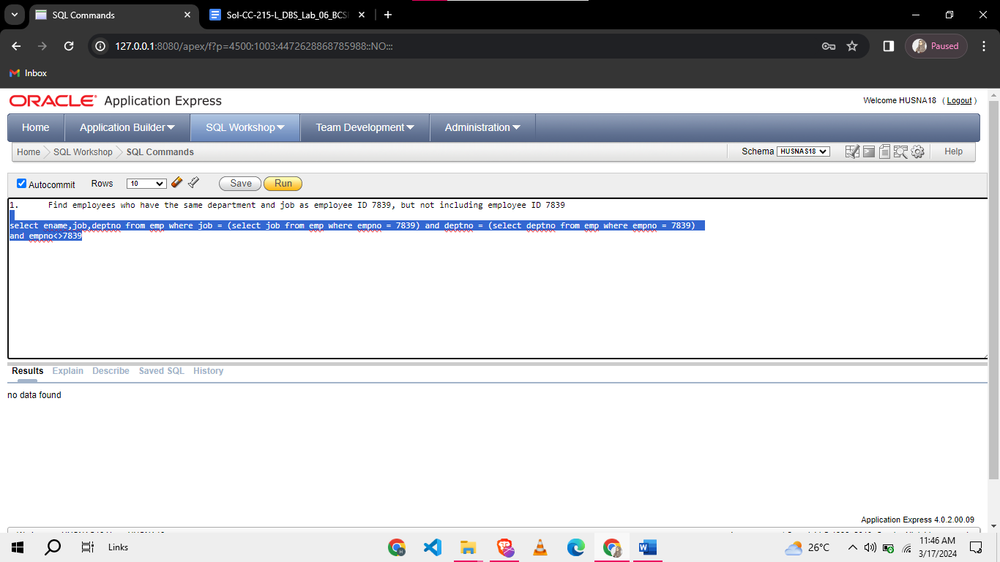 SQL Commands
Sol-CC-215-L_DBS_Lab_06_BCS
127.0.0.1:8080/apex/f?p=4500:1003:4472628868785988::NO:::
Paused
Inbox
ORACLE Application Express
Welcome HUSNA18 ( Logout )
Home Application Builder SQL Workshop Team Development Administration
Home SQL Workshop SQL Commands
Schema HUSNAS18 Help
Autocommit Rows 10 Save Run
1. Find employees who have the same department and job as employee ID 7839, but not including employee ID 7839
select ename,job,deptno from emp where job = (select job from emp where empno = 7839) and deptno = (select deptno from emp where empno = 7839)
and empno<>7839
Results Explain Describe Saved SQL History
no data found
Application Express 4.0.2.00.09
Links
26°C
11:46 AM
3/17/2024